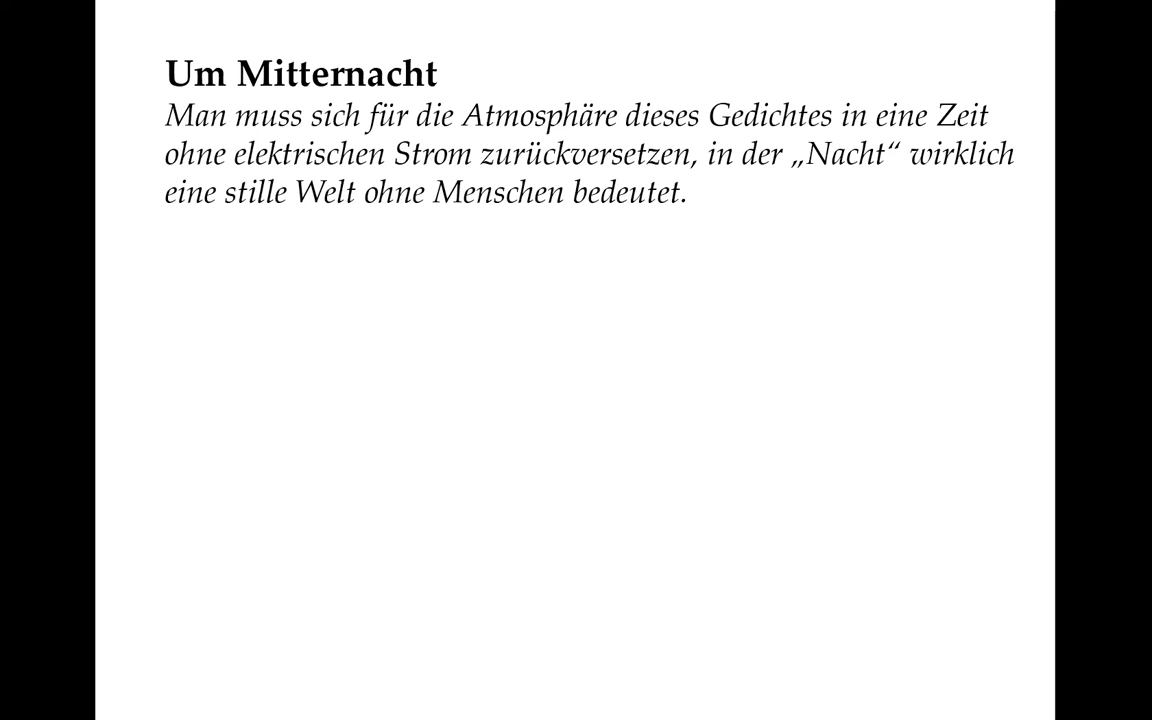 Um Mitternacht
Man muss sich für die Atmosphäre dieses Gedichtes in eine Zeit
ohne elektrischen Strom zurückversetzen, in der „Nacht“ wirklich
eine stille Welt ohne Menschen bedeutet.